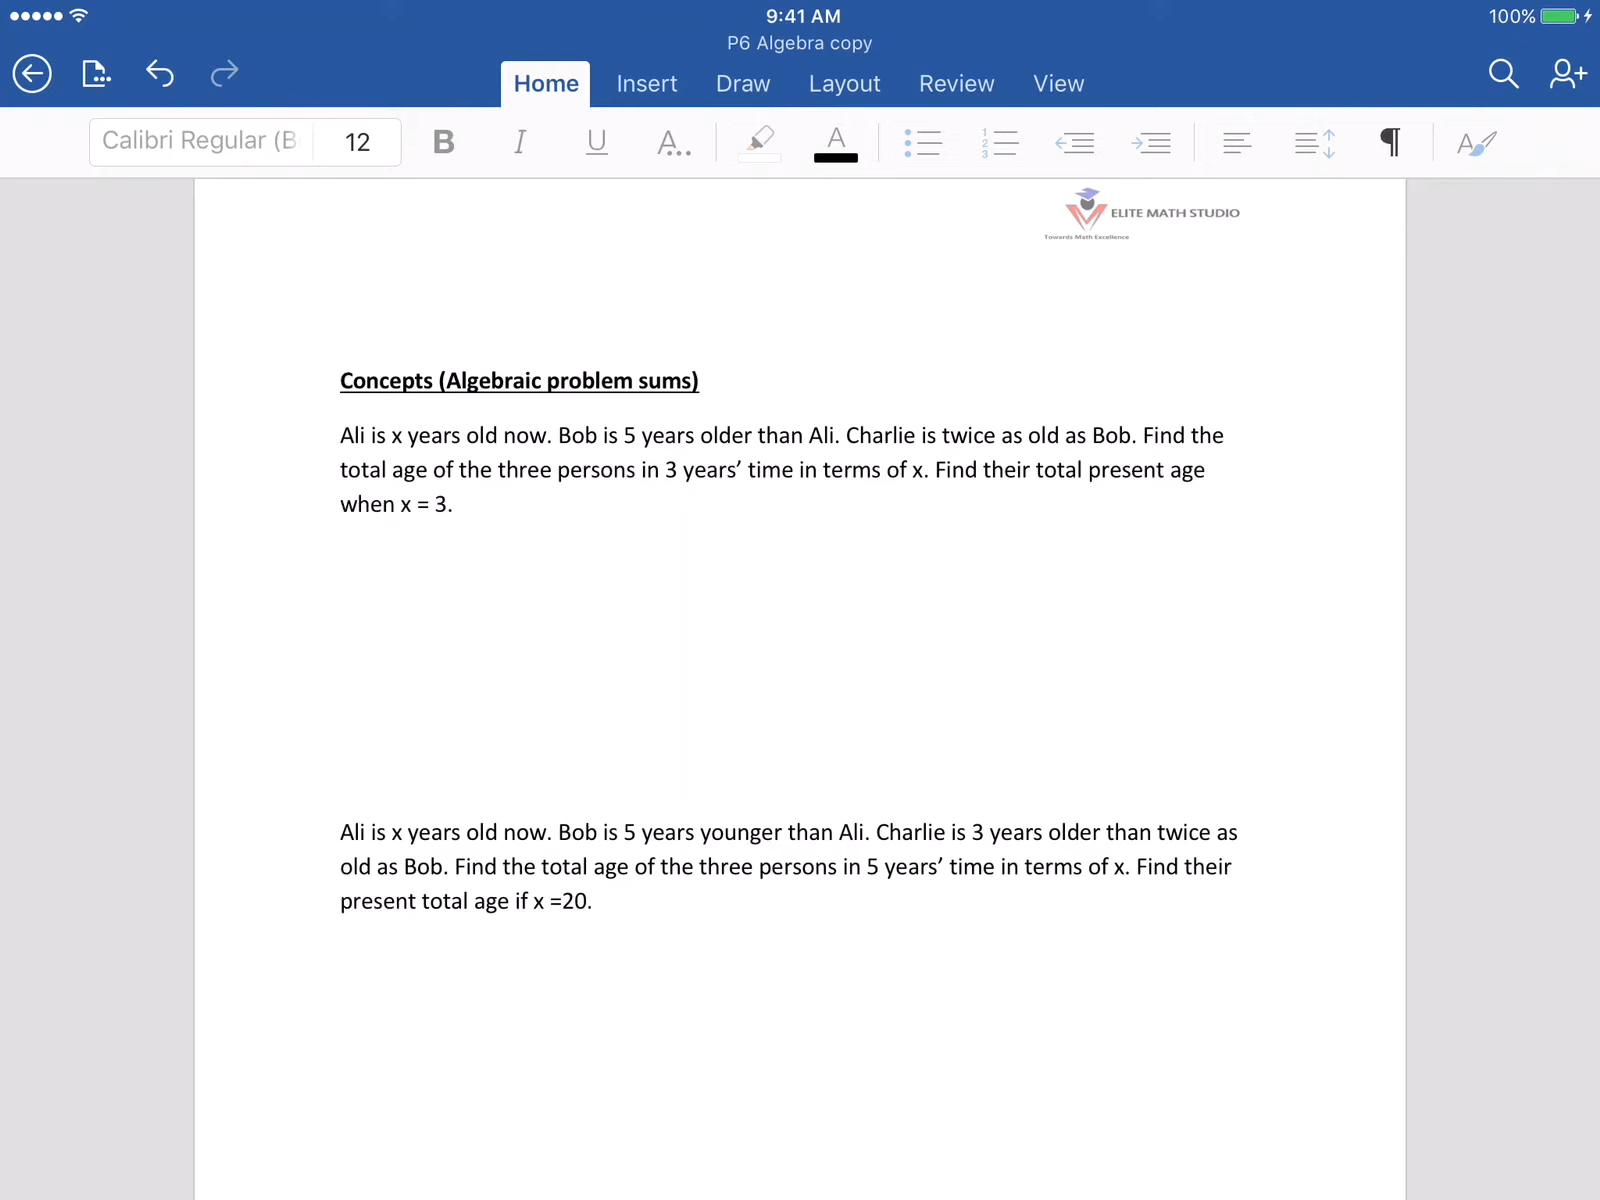 9:41 AM
100%
P6 Algebra copy
Home Insert Draw Layout Review View
Calibri Regular (B 12 B I U A.. A
ELITE MATH STUDIO
Towards Math Excellence
Concepts (Algebraic problem sums)
Ali is x years old now. Bob is 5 years older than Ali. Charlie is twice as old as Bob. Find the
total age of the three persons in 3 years’ time in terms of x. Find their total present age
when x = 3.
Ali is x years old now. Bob is 5 years younger than Ali. Charlie is 3 years older than twice as
old as Bob. Find the total age of the three persons in 5 years’ time in terms of x. Find their
present total age if x =20.